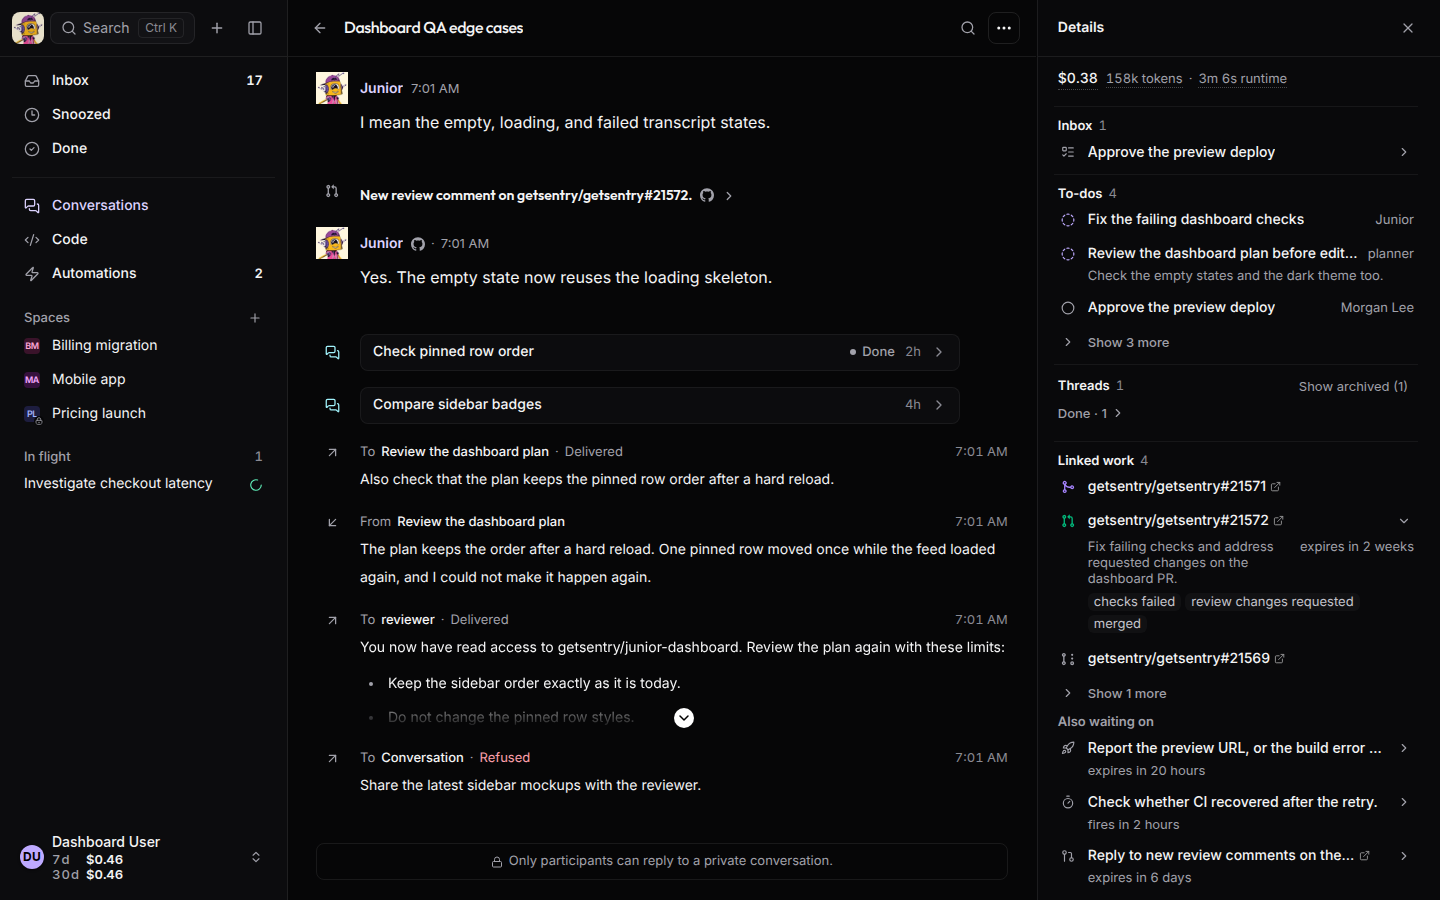 Search Ctrl K
Inbox 17
Snoozed
Done
Conversations
Code
Automations 2
Spaces
BM Billing migration
MA Mobile app
PL Pricing launch
In flight 1
Investigate checkout latency
DU Dashboard User
7d $0.46
30d $0.46
Dashboard QA edge cases
Junior 7:01 AM
I mean the empty, loading, and failed transcript states.
New review comment on getsentry/getsentry#21572.
Junior · 7:01 AM
Yes. The empty state now reuses the loading skeleton.
Check pinned row order Done 2h
Compare sidebar badges 4h
To Review the dashboard plan · Delivered 7:01 AM
Also check that the plan keeps the pinned row order after a hard reload.
From Review the dashboard plan 7:01 AM
The plan keeps the order after a hard reload. One pinned row moved once while the feed loaded
again, and I could not make it happen again.
To reviewer · Delivered 7:01 AM
You now have read access to getsentry/junior-dashboard. Review the plan again with these limits:
• Keep the sidebar order exactly as it is today.
• Do not change the pinned row styles.
To Conversation · Refused 7:01 AM
Share the latest sidebar mockups with the reviewer.
Only participants can reply to a private conversation.
Details
$0.38 158k tokens · 3m 6s runtime
Inbox 1
Approve the preview deploy
To-dos 4
Fix the failing dashboard checks Junior
Review the dashboard plan before edit... planner
Check the empty states and the dark theme too.
Approve the preview deploy Morgan Lee
Show 3 more
Threads 1 Show archived (1)
Done · 1
Linked work 4
getsentry/getsentry#21571
getsentry/getsentry#21572
Fix failing checks and address expires in 2 weeks
requested changes on the
dashboard PR.
checks failed review changes requested
merged
getsentry/getsentry#21569
Show 1 more
Also waiting on
Report the preview URL, or the build error ...
expires in 20 hours
Check whether CI recovered after the retry.
fires in 2 hours
Reply to new review comments on the...
expires in 6 days